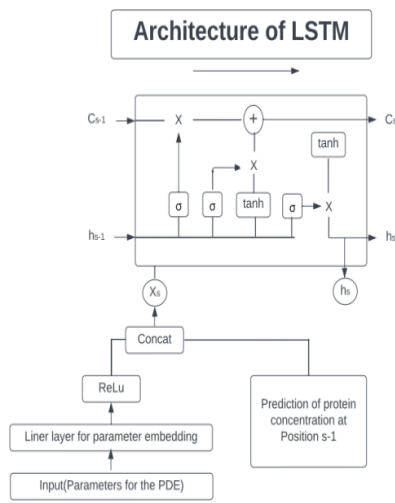 Architecture of LSTM
Cs-1
X
+
Cs
tanh
X
σ
σ
tanh
σ
X
hs-1
hs
Xs
hs
Concat
ReLu
Prediction of protein
concentration at
Position s-1
Liner layer for parameter embedding
Input(Parameters for the PDE)